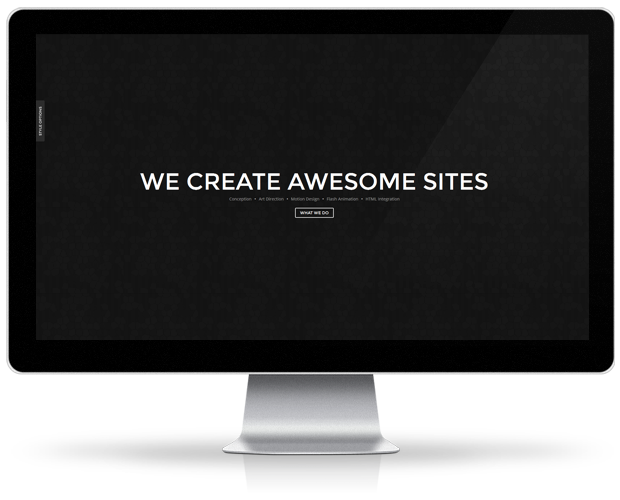 STYLE OPTIONS
WE CREATE AWESOME SITES
Conception • Art Direction • Motion Design • Flash Animation • HTML Integration
WHAT WE DO